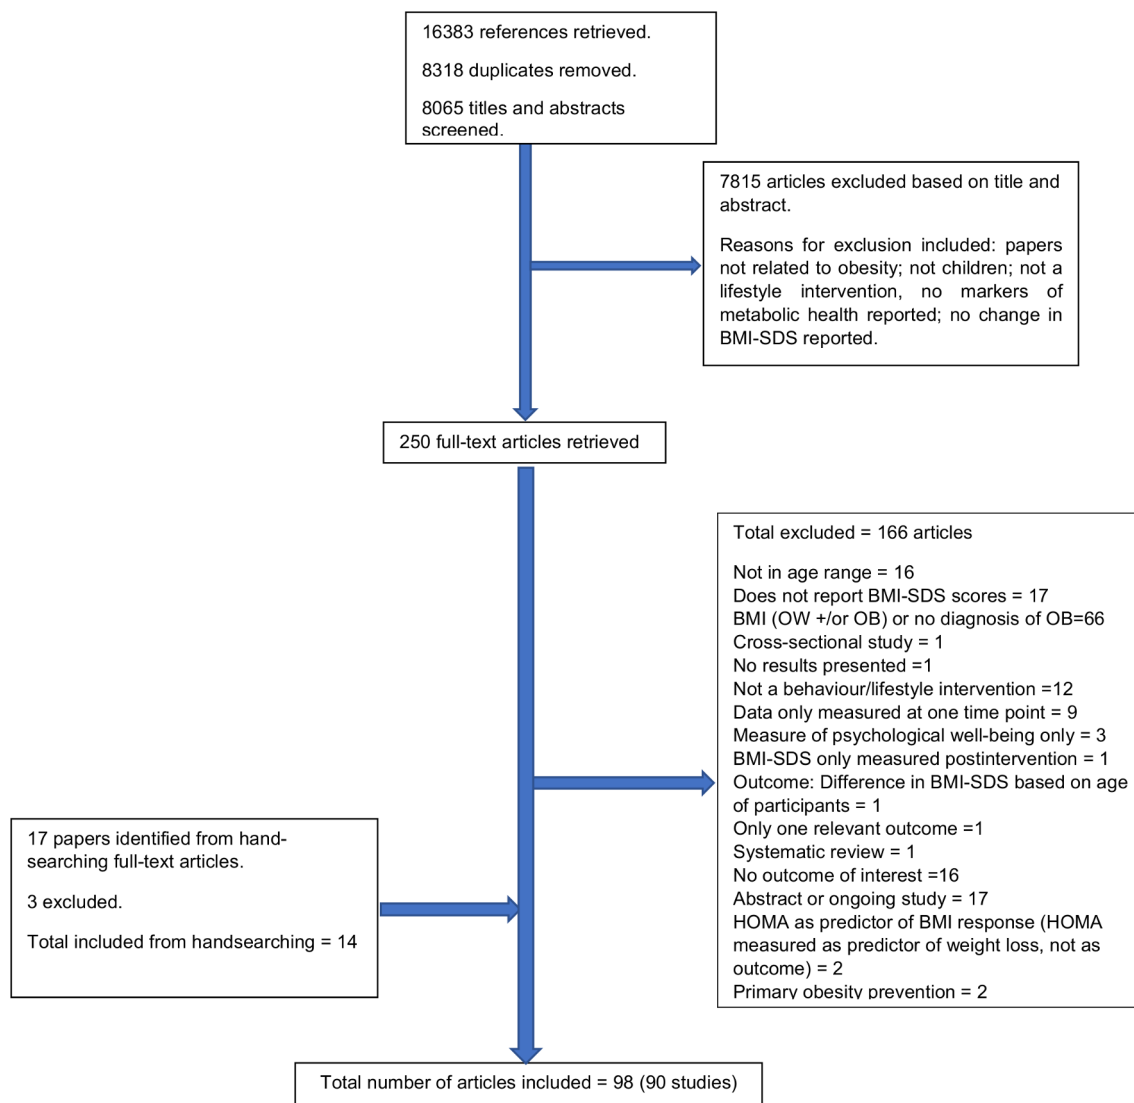 16383 references retrieved.
8318 duplicates removed.
8065 titles and abstracts
screened.
7815 articles excluded based on title and
abstract.
Reasons for exclusion included: papers
not related to obesity; not children; not a
lifestyle intervention, no markers of
metabolic health reported; no change in
BMI-SDS reported.
250 full-text articles retrieved
Total excluded = 166 articles
Not in age range = 16
Does not report BMI-SDS scores = 17
BMI (OW +/or OB) or no diagnosis of OB=66
Cross-sectional study = 1
No results presented =1
Not a behaviour/lifestyle intervention =12
Data only measured at one time point = 9
Measure of psychological well-being only = 3
BMI-SDS only measured postintervention = 1
Outcome: Difference in BMI-SDS based on age
of participants = 1
Only one relevant outcome =1
Systematic review = 1
No outcome of interest =16
Abstract or ongoing study = 17
HOMA as predictor of BMI response (HOMA
measured as predictor of weight loss, not as
outcome) = 2
Primary obesity prevention = 2
17 papers identified from hand-
searching full-text articles.
3 excluded.
Total included from handsearching = 14
Total number of articles included = 98 (90 studies)